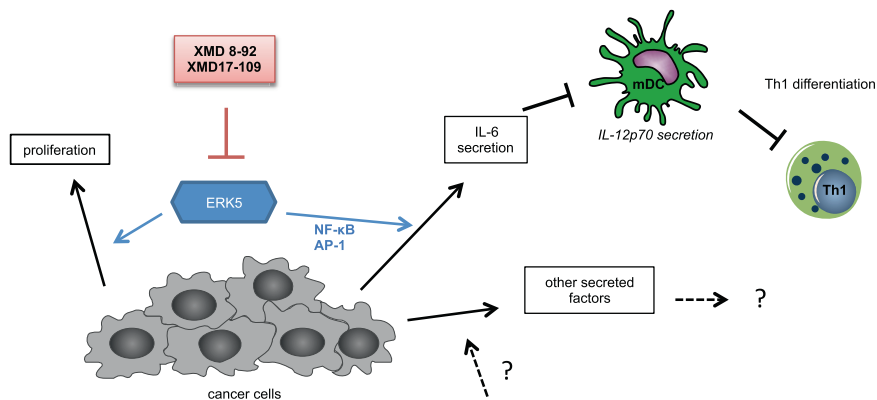 XMD 8-92
XMD17-109
mDC
Th1 differentiation
IL-6
secretion
IL-12p70 secretion
proliferation
Th1
ERK5
NF-κB
AP-1
other secreted
factors
?
?
cancer cells